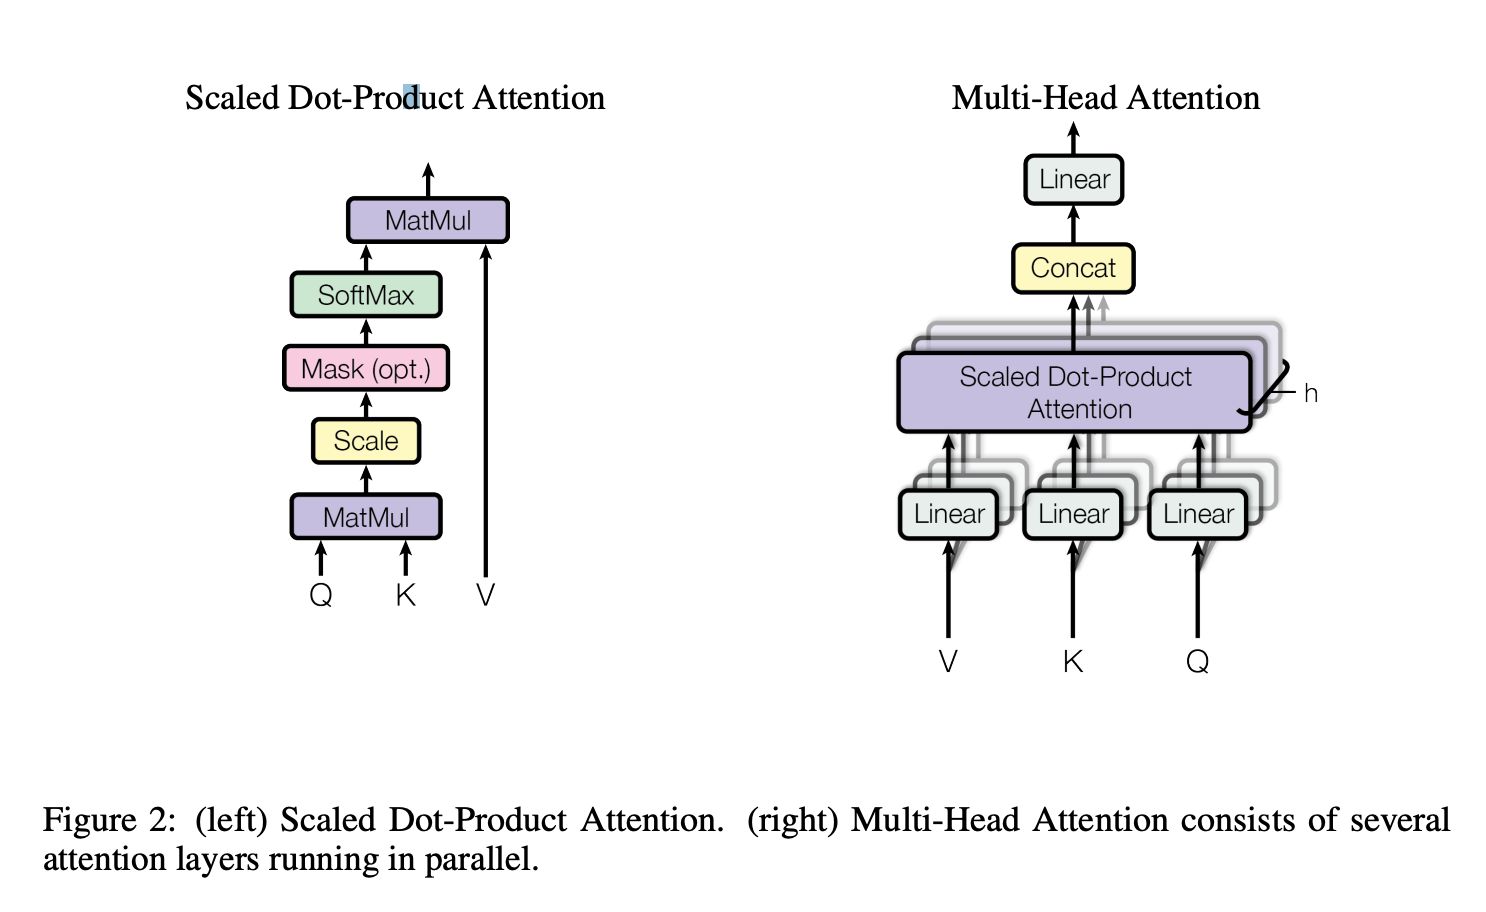 Scaled Dot-Product Attention
MatMul
SoftMax
Mask (opt.)
Scale
MatMul
Q K V
Multi-Head Attention
Linear
Concat
Scaled Dot-Product
Attention
h
Linear Linear Linear
V K Q
Figure 2: (left) Scaled Dot-Product Attention. (right) Multi-Head Attention consists of several
attention layers running in parallel.